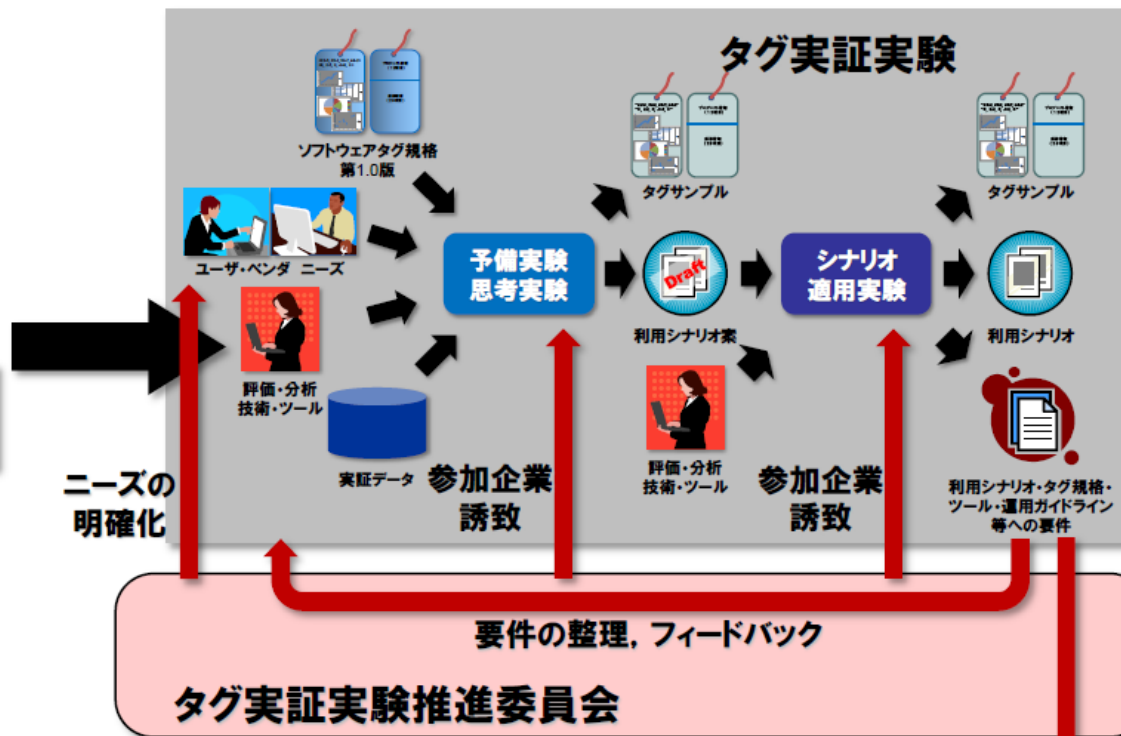 タグ実証実験
ソフトウェアタグ規格
第1.0版
タグサンプル
タグサンプル
ユーザ・ベンダ ニーズ
予備実験
思考実験
Draft
シナリオ
適用実験
利用シナリオ案
利用シナリオ
評価・分析
技術・ツール
実証データ
評価・分析
技術・ツール
ニーズの
明確化
参加企業
誘致
参加企業
誘致
利用シナリオ・タグ規格・
ツール・運用ガイドライン
等への要件
要件の整理, フィードバック
タグ実証実験推進委員会